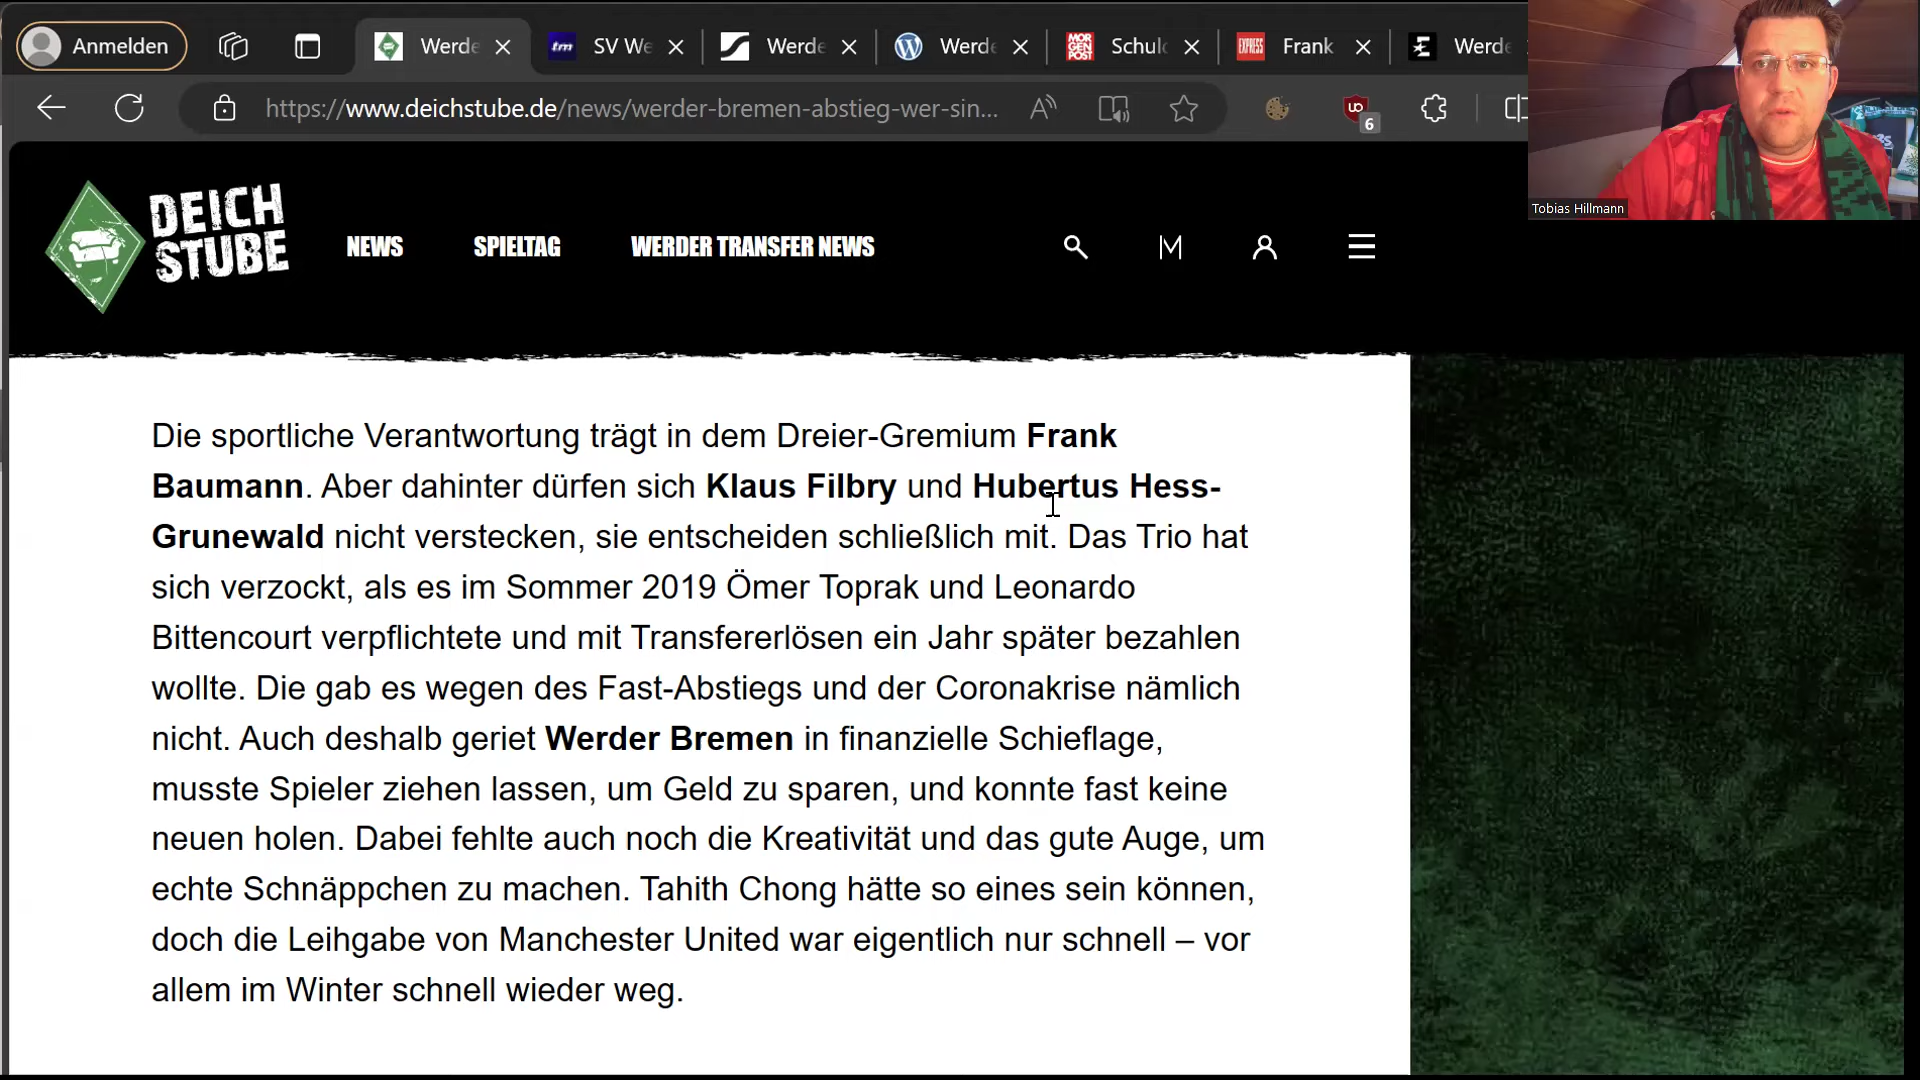 Anmelden
Werde
SV We
Werde
Werde
Schulc
Frank
Werde
https://www.deichstube.de/news/werder-bremen-abstieg-wer-sin...
6
DEICH
STUBE
NEWS
SPIELTAG
WERDER TRANSFER NEWS
M
Tobias Hillmann
Die sportliche Verantwortung trägt in dem Dreier-Gremium Frank
Baumann. Aber dahinter dürfen sich Klaus Filbry und Hubertus Hess-
Grunewald nicht verstecken, sie entscheiden schließlich mit. Das Trio hat
sich verzockt, als es im Sommer 2019 Ömer Toprak und Leonardo
Bittencourt verpflichtete und mit Transfererlösen ein Jahr später bezahlen
wollte. Die gab es wegen des Fast-Abstiegs und der Coronakrise nämlich
nicht. Auch deshalb geriet Werder Bremen in finanzielle Schieflage,
musste Spieler ziehen lassen, um Geld zu sparen, und konnte fast keine
neuen holen. Dabei fehlte auch noch die Kreativität und das gute Auge, um
echte Schnäppchen zu machen. Tahith Chong hätte so eines sein können,
doch die Leihgabe von Manchester United war eigentlich nur schnell – vor
allem im Winter schnell wieder weg.